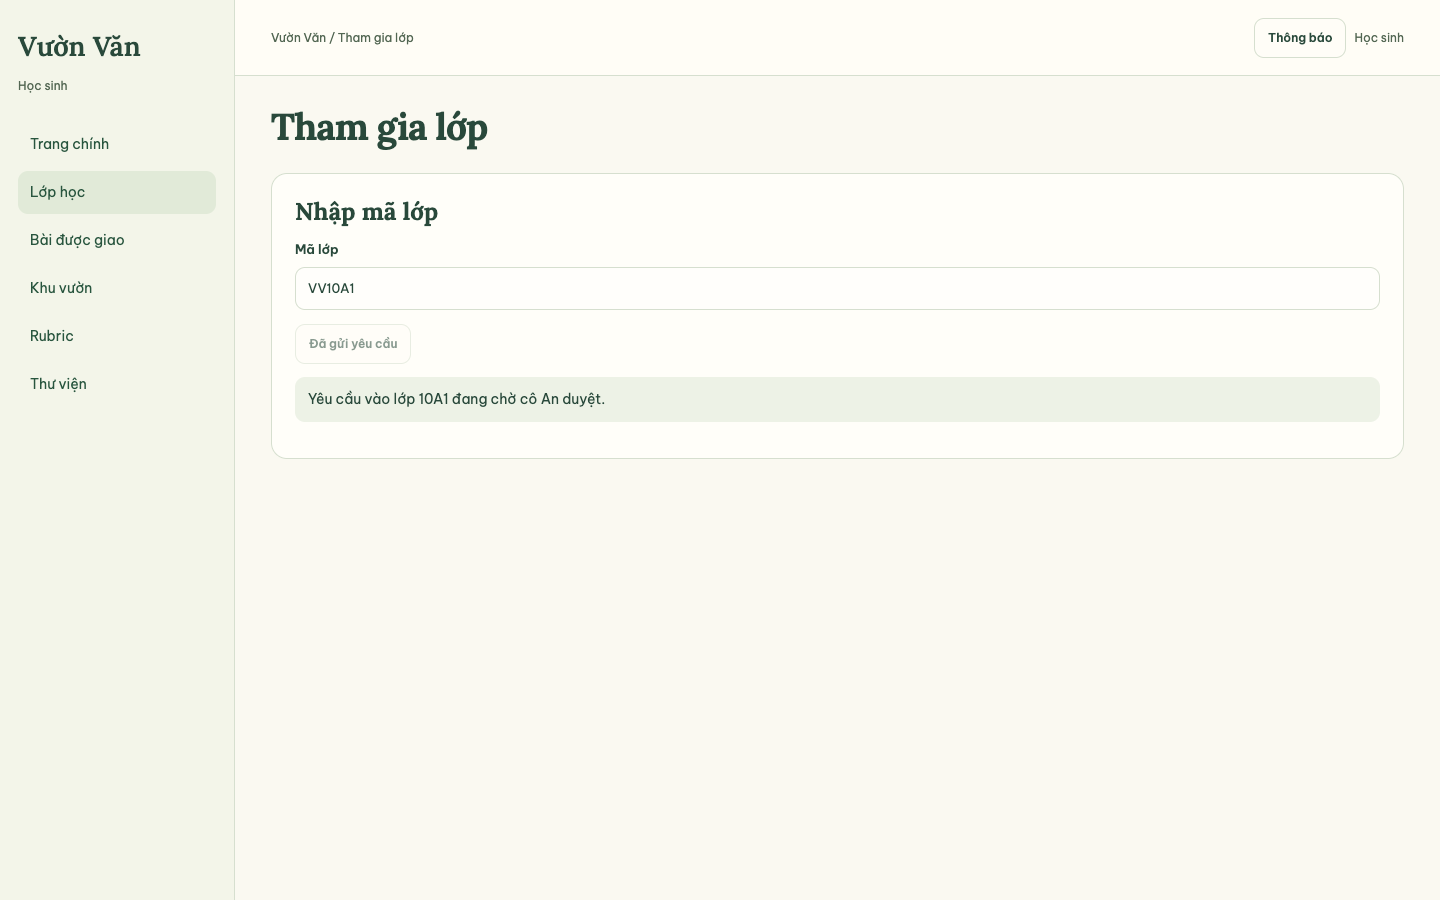 Vườn Văn
Học sinh
Trang chính
Lớp học
Bài được giao
Khu vườn
Rubric
Thư viện
Vườn Văn / Tham gia lớp
Thông báo
Học sinh
Tham gia lớp
Nhập mã lớp
Mã lớp
VV10A1
Đã gửi yêu cầu
Yêu cầu vào lớp 10A1 đang chờ cô An duyệt.